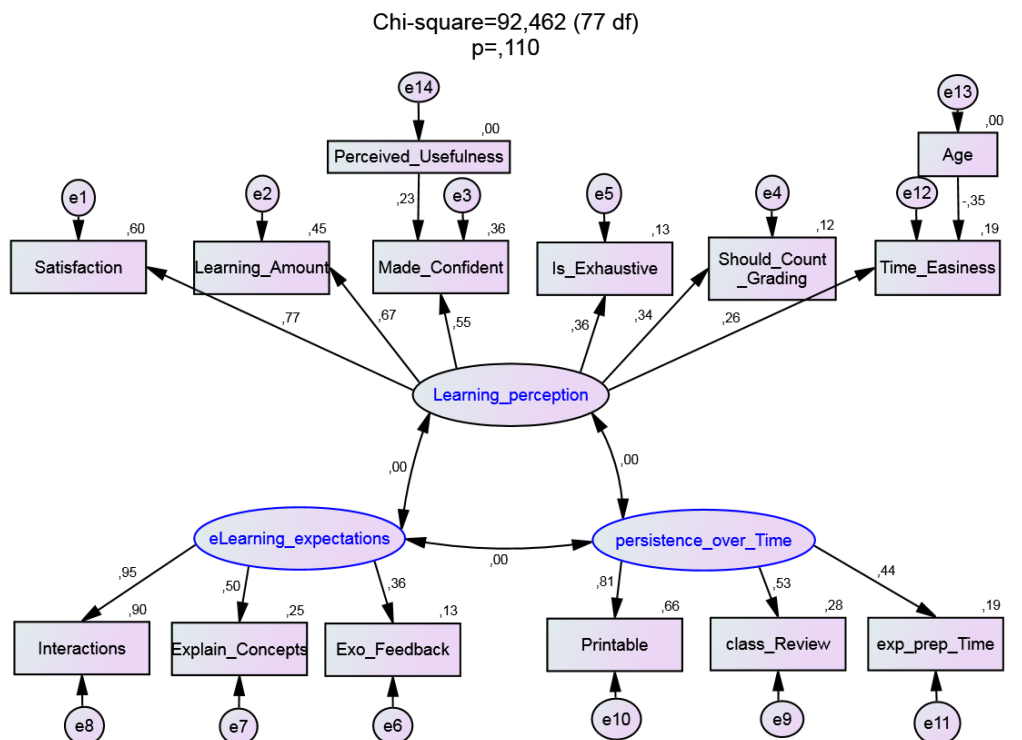 Chi-square=92,462 (77 df)
p=,110
e14
e13
,00
,00
Perceived_Usefulness
Age
e1
e2
,23
e3
e5
e4
e12
-,35
,60
,45
,36
,13
,12
,19
Satisfaction
Learning_Amount
Made_Confident
Is_Exhaustive
Should_Count
_Grading
Time_Easiness
,77
,67
,55
,36
,34
,26
Learning_perception
,00
,00
eLearning_expectations
persistence_over_Time
,00
,95
,50
,36
,81
,53
,44
,90
,25
,13
,66
,28
,19
Interactions
Explain_Concepts
Exo_Feedback
Printable
class_Review
exp_prep_Time
e8
e7
e6
e10
e9
e11